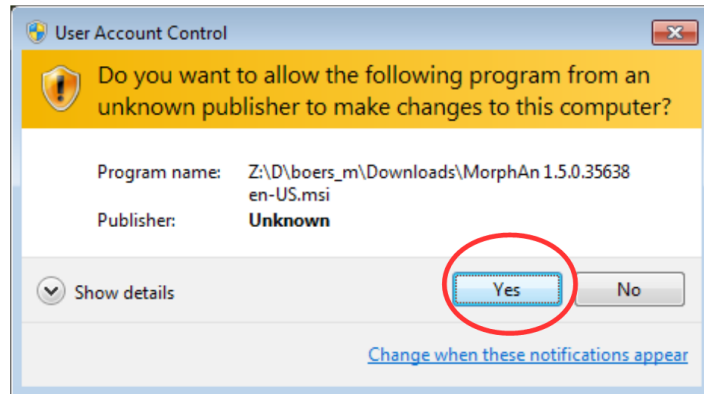 User Account Control
Do you want to allow the following program from an
unknown publisher to make changes to this computer?
Program name: Z:\D\boers_m\Downloads\MorphAn 1.5.0.35638
en-US.msi
Publisher: Unknown
Show details Yes No
Change when these notifications appear